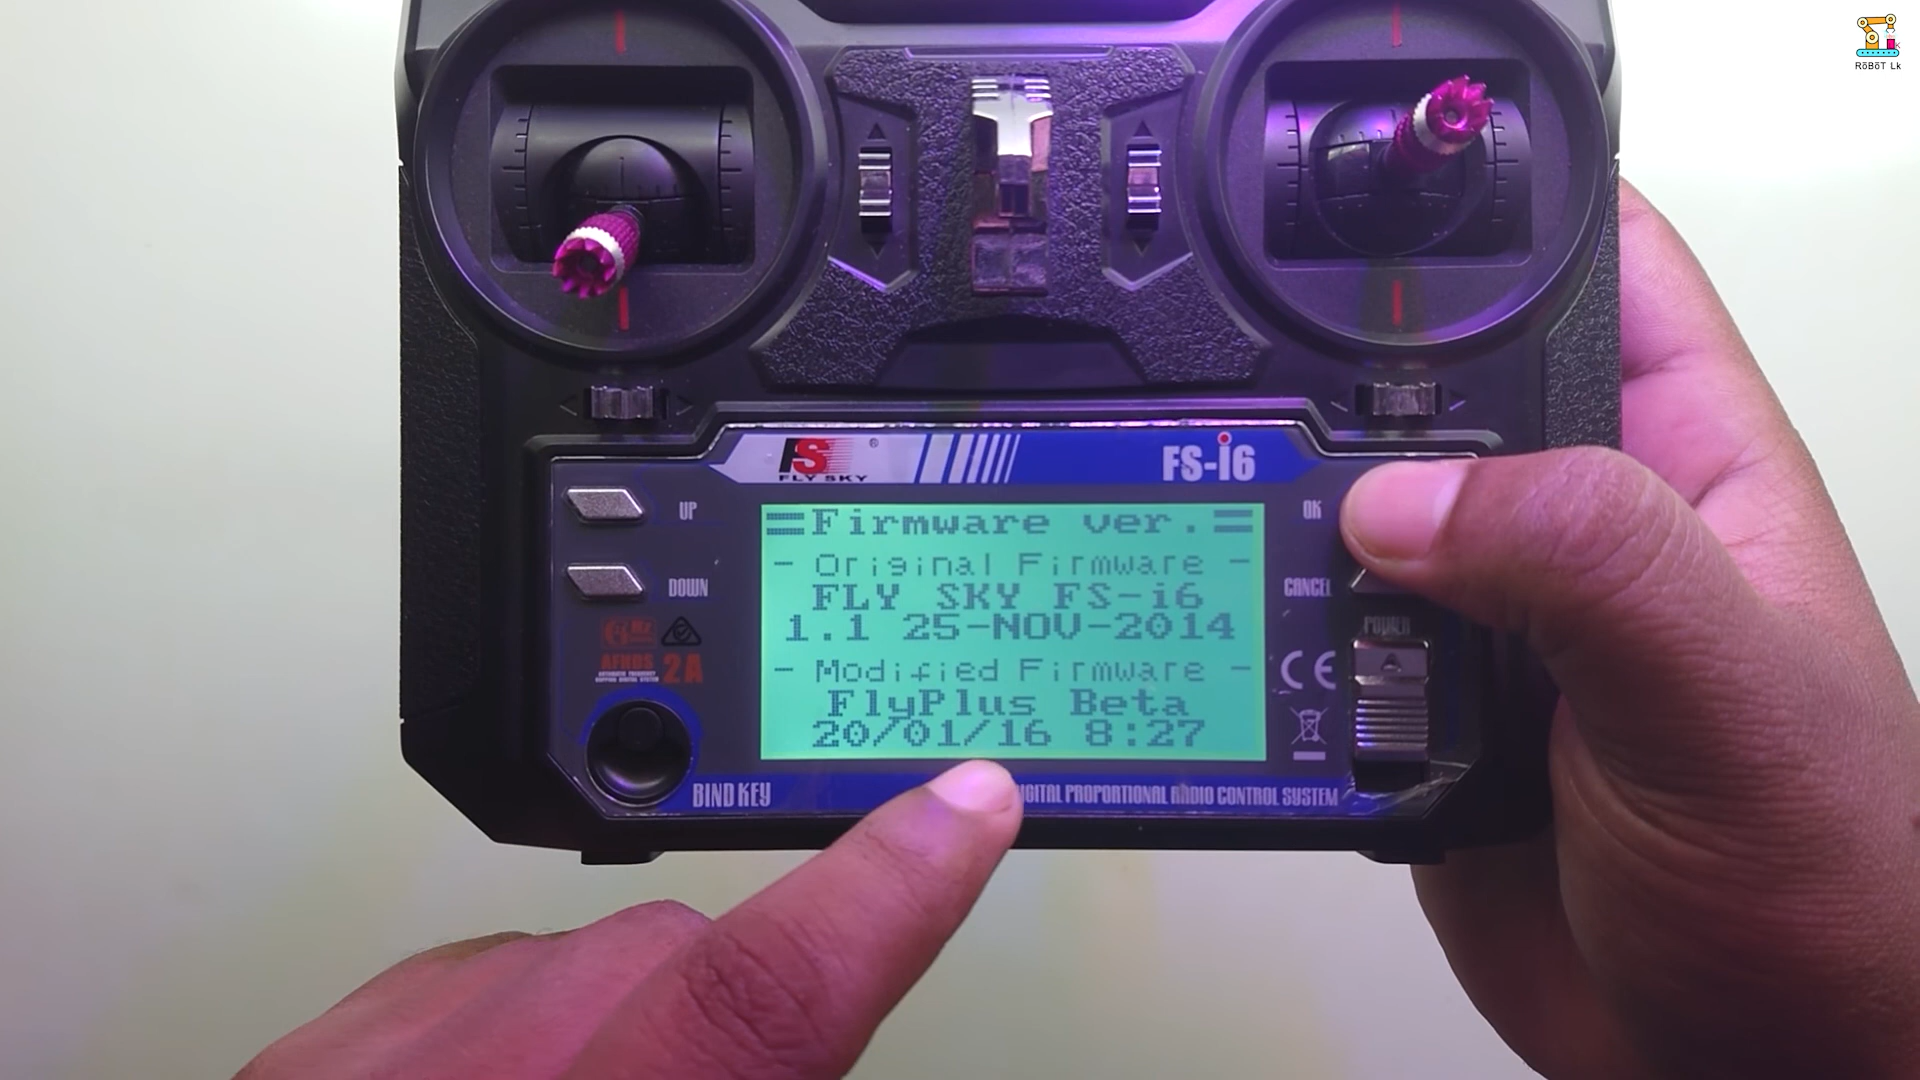 RōBōT Lk
FS
®
FLY SKY
FS-i6
UP
OK
=Firmware ver.=
- Original Firmware -
FLY SKY FS-i6
1.1 25-NOV-2014
- Modified Firmware -
FlyPlus Beta
20/01/16 8:27
DOWN
CANCEL
POWER
AFHDS 2A
CE
BIND KEY
DIGITAL PROPORTIONAL RADIO CONTROL SYSTEM